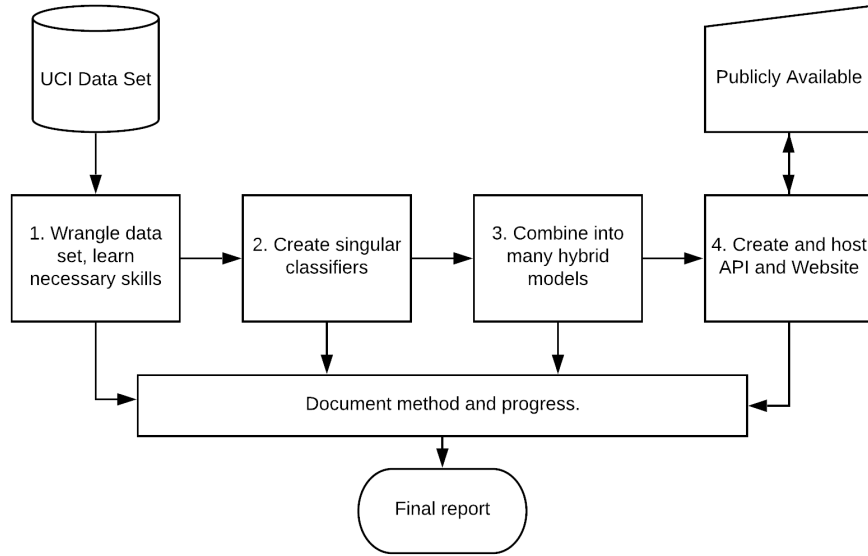 UCI Data Set
Publicly Available
1. Wrangle data
set, learn
necessary skills
2. Create singular
classifiers
3. Combine into
many hybrid
models
4. Create and host
API and Website
Document method and progress.
Final report